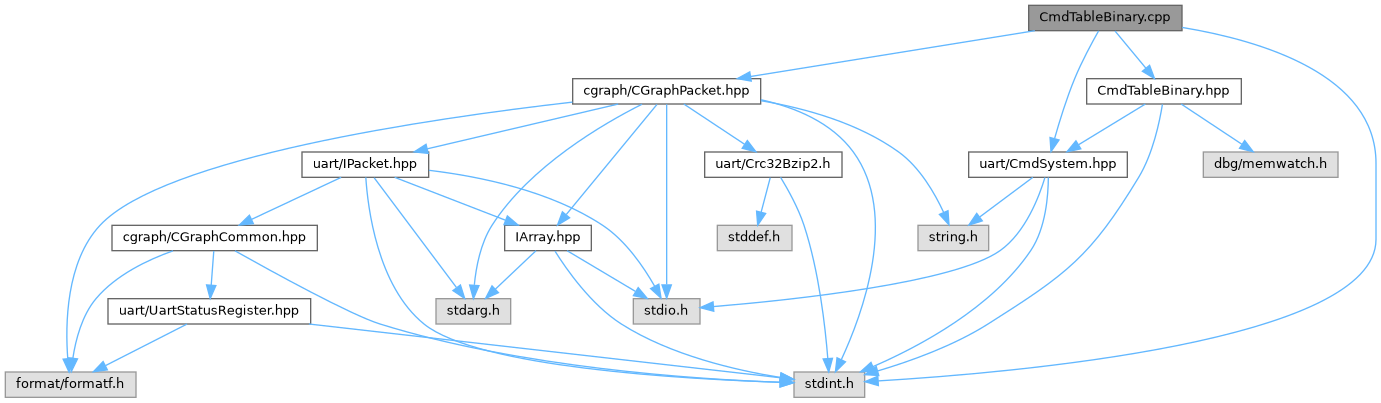 CmdTableBinary.cpp
cgraph/CGraphPacket.hpp
CmdTableBinary.hpp
uart/IPacket.hpp
uart/Crc32Bzip2.h
uart/CmdSystem.hpp
dbg/memwatch.h
cgraph/CGraphCommon.hpp
IArray.hpp
stddef.h
string.h
uart/UartStatusRegister.hpp
stdarg.h
stdio.h
format/formatf.h
stdint.h